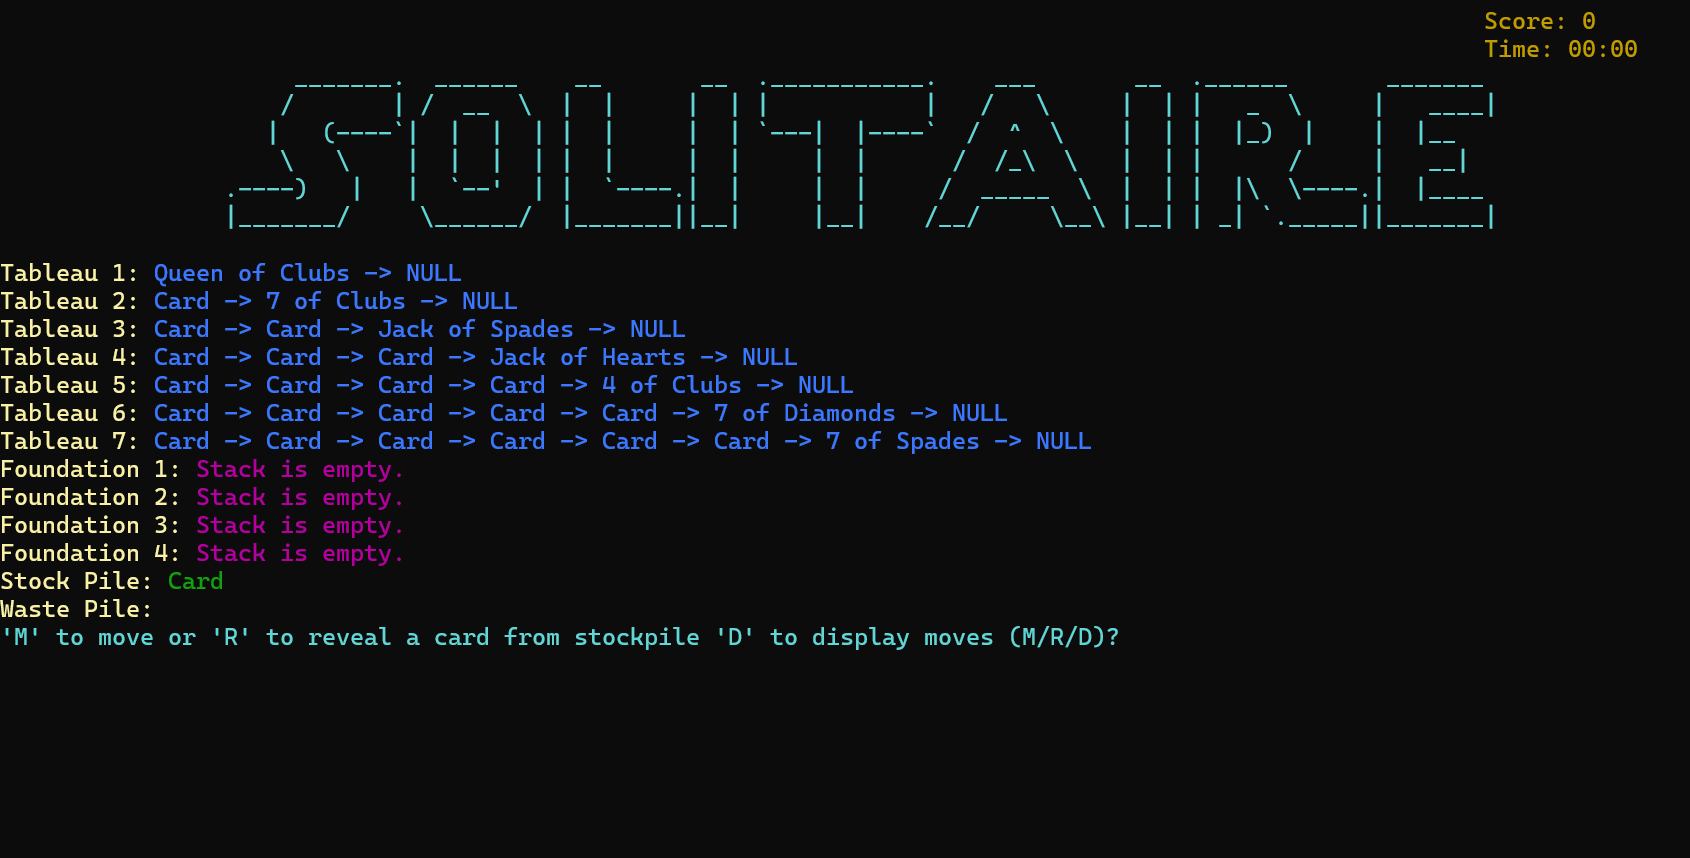 Score: 0
Time: 00:00
SOLITAIRE
Tableau 1: Queen of Clubs -> NULL
Tableau 2: Card -> 7 of Clubs -> NULL
Tableau 3: Card -> Card -> Jack of Spades -> NULL
Tableau 4: Card -> Card -> Card -> Jack of Hearts -> NULL
Tableau 5: Card -> Card -> Card -> Card -> 4 of Clubs -> NULL
Tableau 6: Card -> Card -> Card -> Card -> Card -> 7 of Diamonds -> NULL
Tableau 7: Card -> Card -> Card -> Card -> Card -> Card -> 7 of Spades -> NULL
Foundation 1: Stack is empty.
Foundation 2: Stack is empty.
Foundation 3: Stack is empty.
Foundation 4: Stack is empty.
Stock Pile: Card
Waste Pile:
'M' to move or 'R' to reveal a card from stockpile 'D' to display moves (M/R/D)?